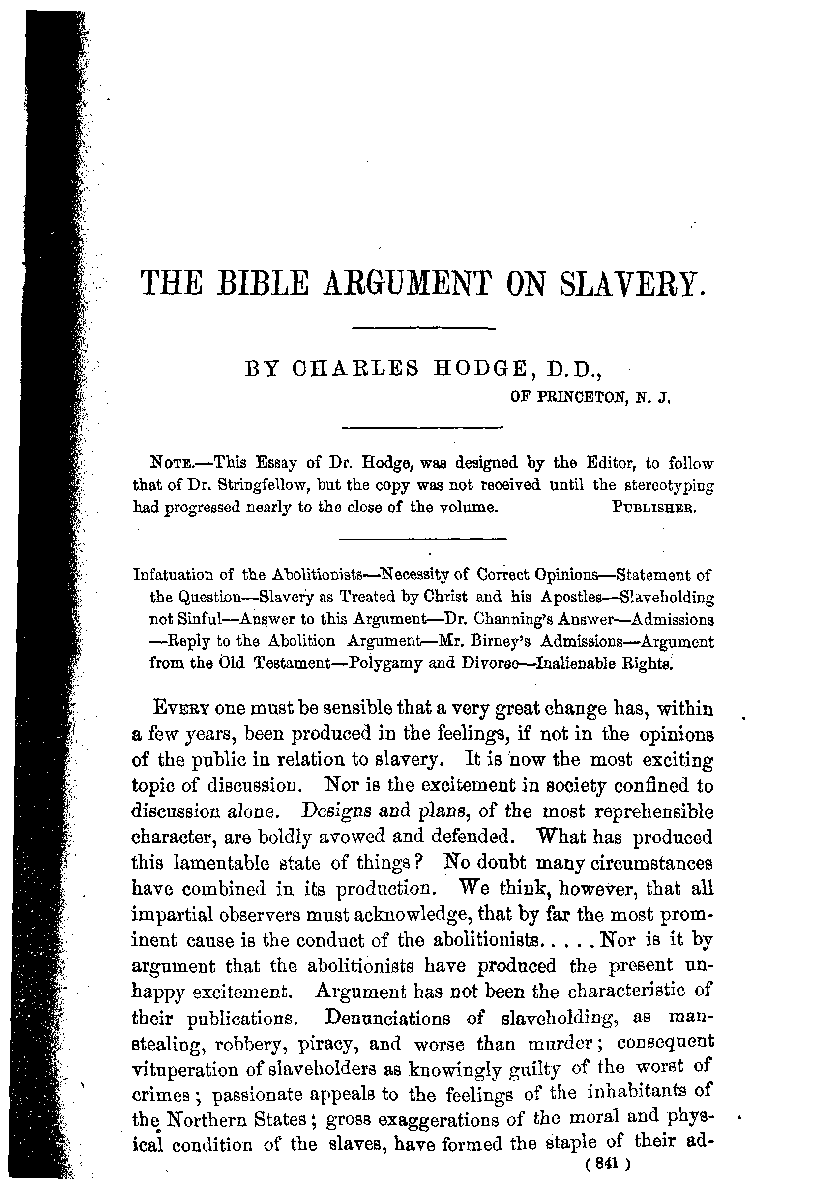 THE BIBLE ARGUMENT ON SLAVERY.
BY CHARLES HODGE, D.D.,
OF PRINCETON, N. J.
NOTE.—This Essay of Dr. Hodge, was designed by the Editor, to follow
that of Dr. Stringfellow, but the copy was not received until the stereotyping
had progressed nearly to the close of the volume. PUBLISHER.
Infatuation of the Abolitionists—Necessity of Correct Opinions—Statement of
the Question—Slavery as Treated by Christ and his Apostles—Slaveholding
not Sinful—Answer to this Argument—Dr. Channing's Answer—Admissions
—Reply to the Abolition Argument—Mr. Birney's Admissions—Argument
from the Old Testament—Polygamy and Divorce—Inalienable Rights.
EVERY one must be sensible that a very great change has, within
a few years, been produced in the feelings, if not in the opinions
of the public in relation to slavery. It is now the most exciting
topic of discussion. Nor is the excitement in society confined to
discussion alone. Designs and plans, of the most reprehensible
character, are boldly avowed and defended. What has produced
this lamentable state of things? No doubt many circumstances
have combined in its production. We think, however, that all
impartial observers must acknowledge, that by far the most prom-
inent cause is the conduct of the abolitionists.....Nor is it by
argument that the abolitionists have produced the present un-
happy excitement. Argument has not been the characteristic of
their publications. Denunciations of slaveholding, as man-
stealing, robbery, piracy, and worse than murder; consequent
vituperation of slaveholders as knowingly guilty of the worst of
crimes; passionate appeals to the feelings of the inhabitants of
the Northern States; gross exaggerations of the moral and phys-
ical condition of the slaves, have formed the staple of their ad-
(841)